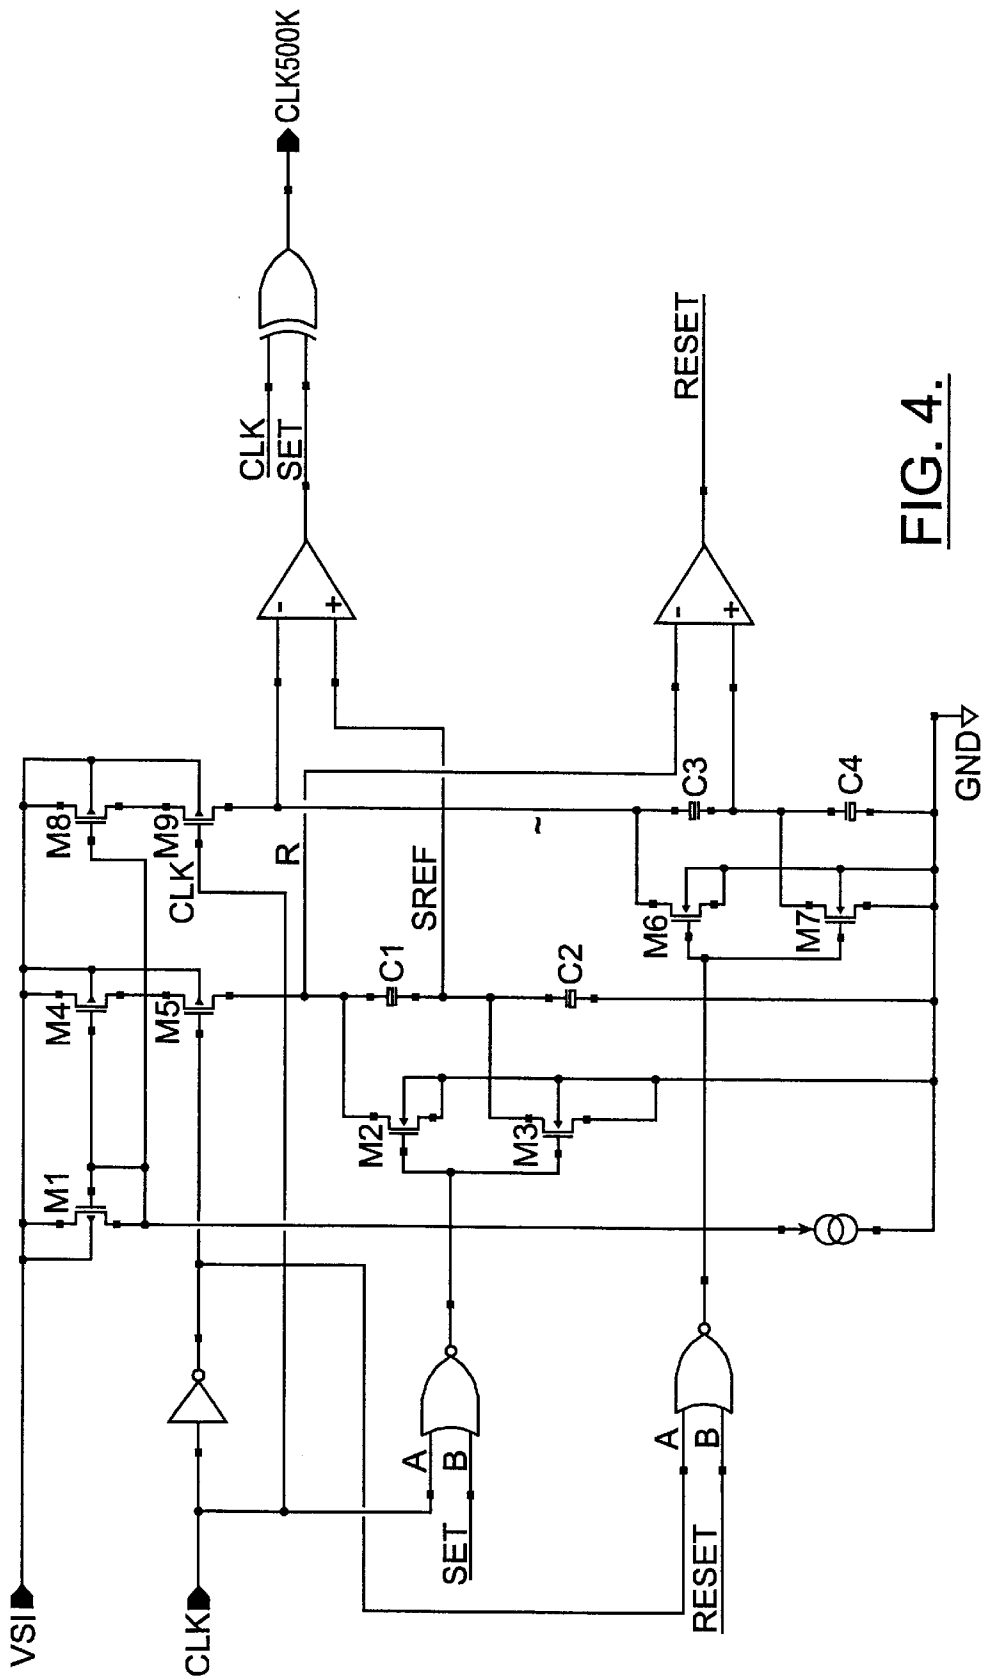 VSI
CLK
M1
M4
M5
M8
M9
CLK
R
SREF
C1
C2
M2
M3
M6
M7
C3
C4
~
GND
A
B
SET
A
B
RESET
-
+
-
+
CLK
SET
CLK500K
RESET
FIG. 4.